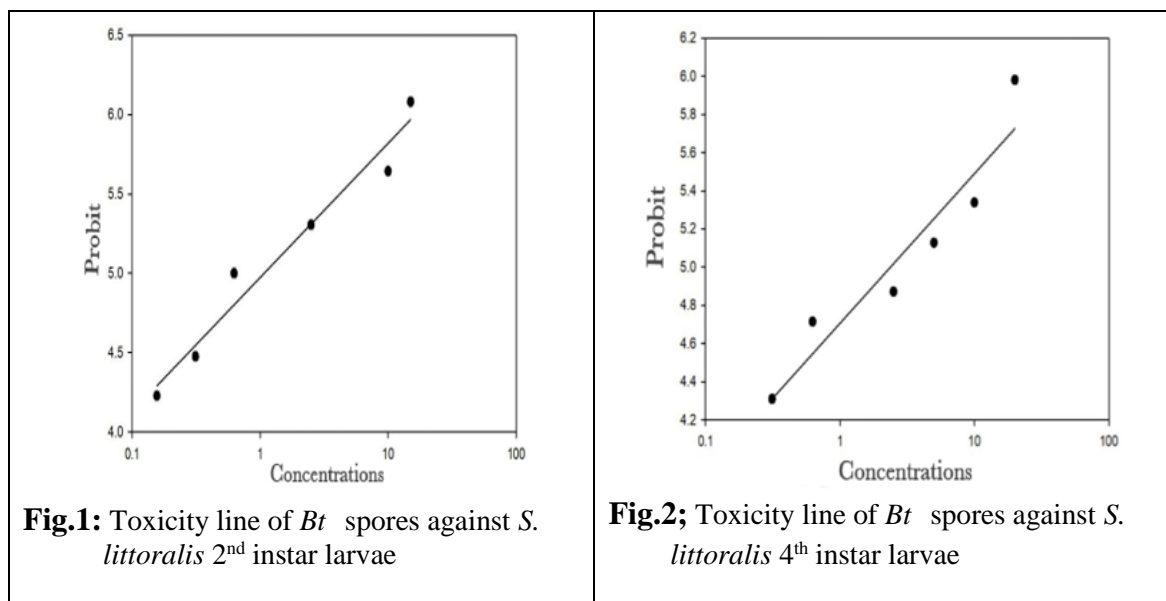 6.5
6.0
5.5
5.0
4.5
4.0
Probit
0.1 1 10 100
Concentrations
Fig.1: Toxicity line of Bt spores against S.
littoralis 2nd instar larvae
6.2
6.0
5.8
5.6
5.4
5.2
5.0
4.8
4.6
4.4
4.2
Probit
0.1 1 10 100
Concentrations
Fig.2; Toxicity line of Bt spores against S.
littoralis 4th instar larvae